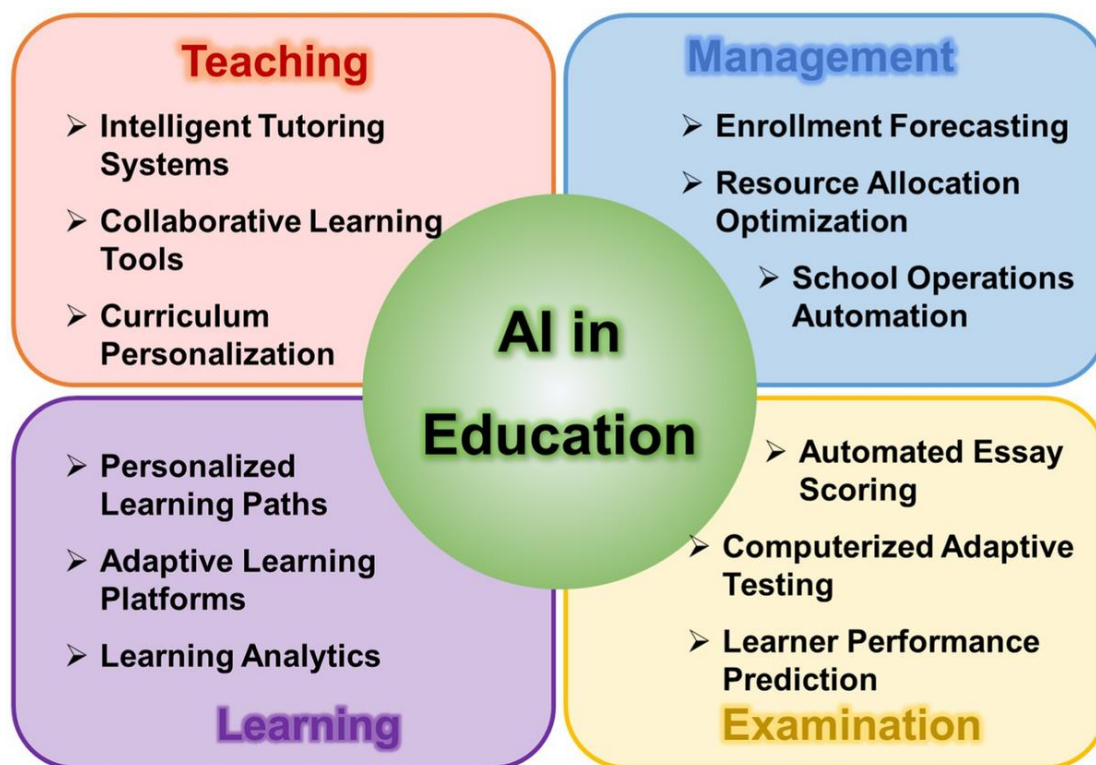 Teaching
➢ Intelligent Tutoring
Systems
➢ Collaborative Learning
Tools
➢ Curriculum
Personalization
Management
➢ Enrollment Forecasting
➢ Resource Allocation
Optimization
➢ School Operations
Automation
AI in
Education
➢ Personalized
Learning Paths
➢ Adaptive Learning
Platforms
➢ Learning Analytics
Learning
➢ Automated Essay
Scoring
➢ Computerized Adaptive
Testing
➢ Learner Performance
Prediction
Examination